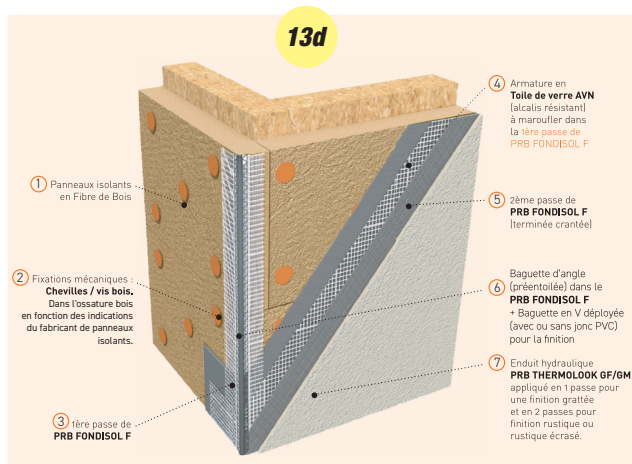 13d
① Panneaux isolants
en Fibre de Bois
② Fixations mécaniques :
Chevilles / vis bois.
Dans l'ossature bois
en fonction des indications
du fabricant de panneaux
isolants.
③ 1ère passe de
PRB FONDISOL F
④ Armature en
Toile de verre AVN
(alcalis résistant)
à maroufler dans
la 1ère passe de
PRB FONDISOL F
⑤ 2ème passe de
PRB FONDISOL F
(terminée crantée)
⑥ Baguette d'angle
(préentoilée) dans le
PRB FONDISOL F
+ Baguette en V déployée
(avec ou sans jonc PVC)
pour la finition
⑦ Enduit hydraulique
PRB THERMOLOOK GF/GM
appliqué en 1 passe pour
une finition grattée
et en 2 passes pour
finition rustique ou
rustique écrasé.